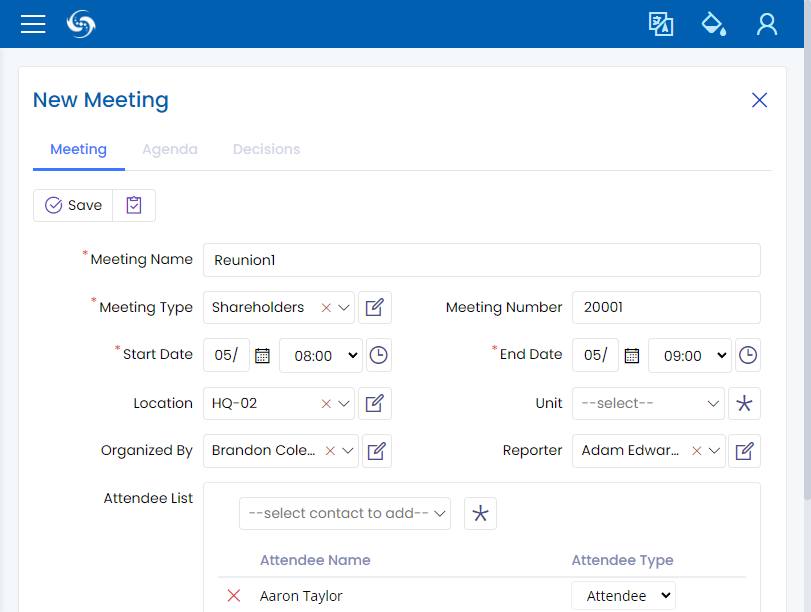 New Meeting
Meeting Agenda Decisions
Save
*Meeting Name Reunion1
*Meeting Type Shareholders Meeting Number 20001
*Start Date 05/ 08:00 *End Date 05/ 09:00
Location HQ-02 Unit --select--
Organized By Brandon Cole... Reporter Adam Edwar...
Attendee List
--select contact to add--
Attendee Name Attendee Type
Aaron Taylor Attendee